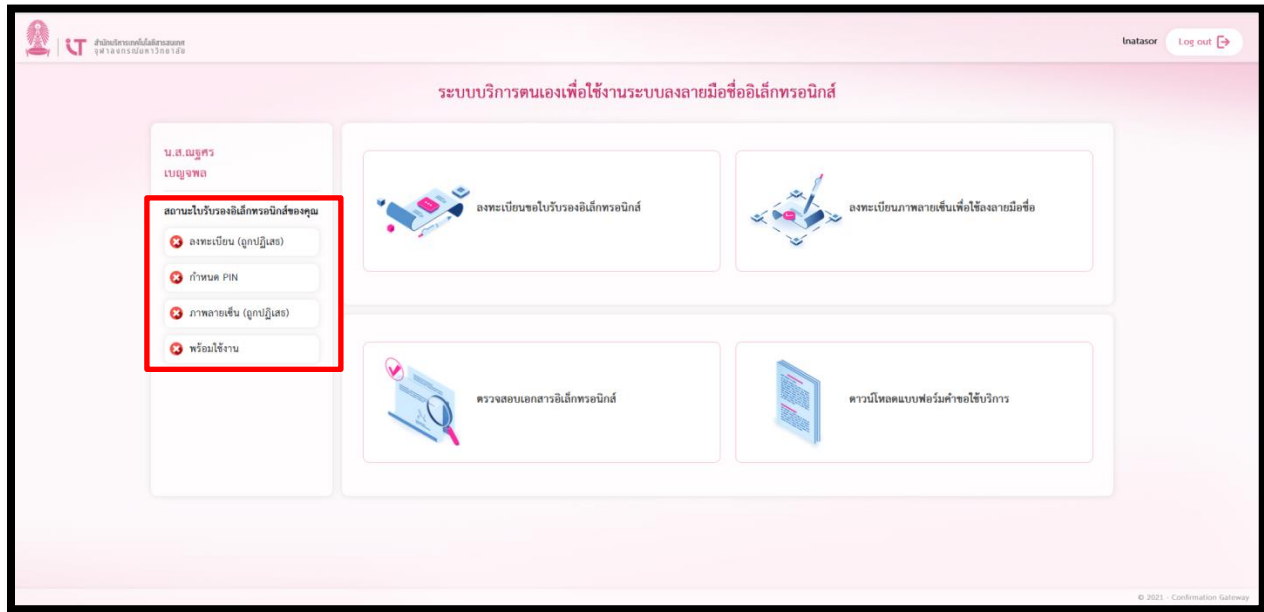 สำนักบริหารเทคโนโลยีสารสนเทศ
จุฬาลงกรณ์มหาวิทยาลัย
lnatasor
Log out
ระบบบริการตนเองเพื่อใช้งานระบบลงลายมือชื่ออิเล็กทรอนิกส์
น.ส.ณฐศร
เบญจพล
สถานะใบรับรองอิเล็กทรอนิกส์ของคุณ
ลงทะเบียน (ถูกปฏิเสธ)
กำหนด PIN
ภาพลายเซ็น (ถูกปฏิเสธ)
พร้อมใช้งาน
ลงทะเบียนขอใบรับรองอิเล็กทรอนิกส์
ลงทะเบียนภาพลายเซ็นเพื่อใช้ลงลายมือชื่อ
ตรวจสอบเอกสารอิเล็กทรอนิกส์
ดาวน์โหลดแบบฟอร์มคำขอใช้บริการ
© 2021 - Confirmation Gateway